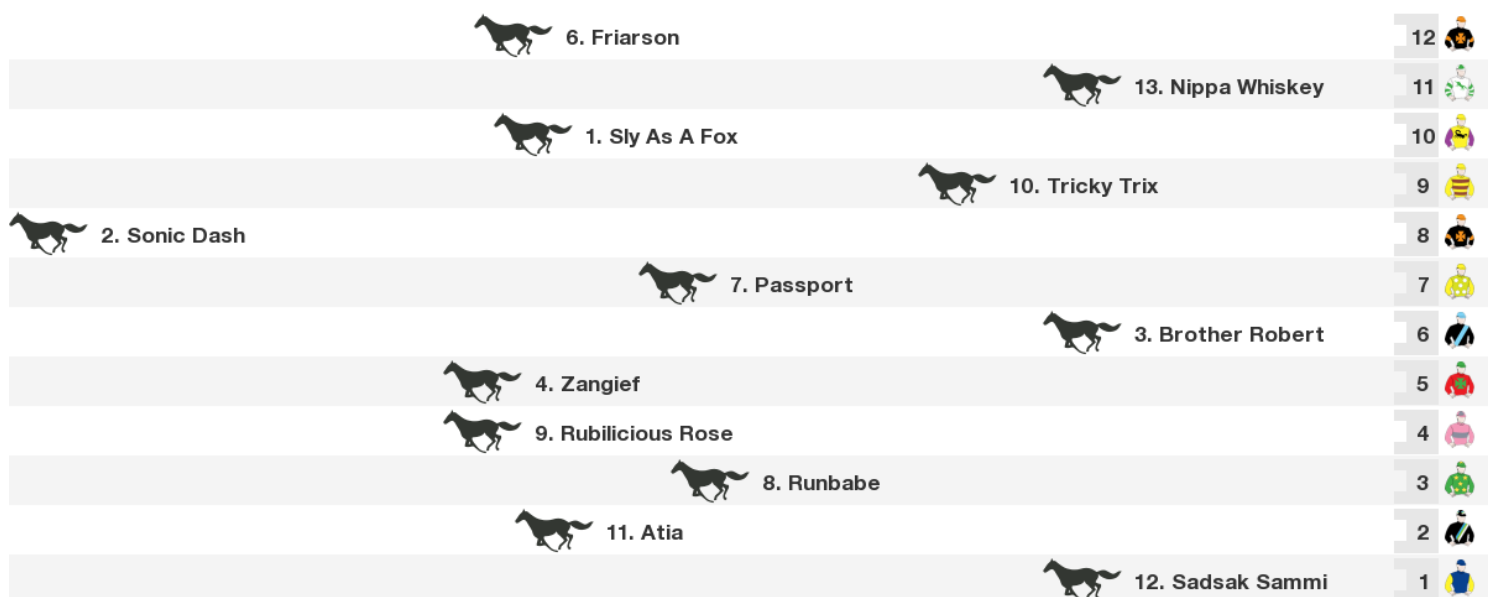 6. Friarson 12
13. Nippa Whiskey 11
1. Sly As A Fox 10
10. Tricky Trix 9
2. Sonic Dash 8
7. Passport 7
3. Brother Robert 6
4. Zangief 5
9. Rubilicious Rose 4
8. Runbabe 3
11. Atia 2
12. Sadsak Sammi 1